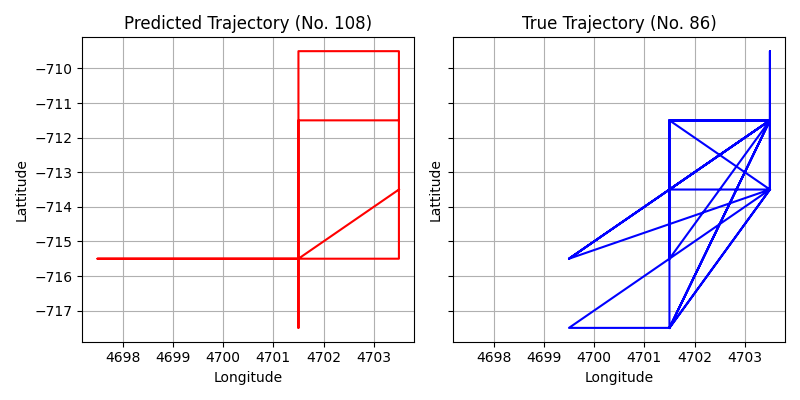 Predicted Trajectory (No. 108)
True Trajectory (No. 86)
−710
−711
−712
−713
−714
−715
−716
−717
Lattitude
Lattitude
4698 4699 4700 4701 4702 4703
4698 4699 4700 4701 4702 4703
Longitude
Longitude